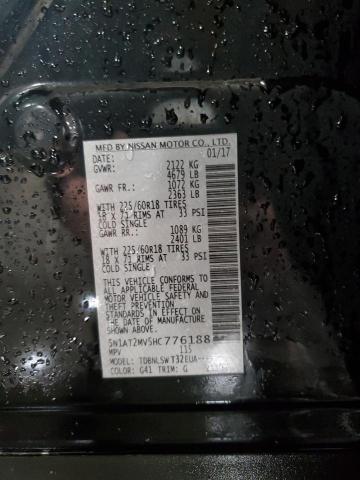 MFD BY NISSAN MOTOR CO., LTD.
DATE: 01/17
GVWR: 2122 KG
4679 LB
GAWR FR.: 1072 KG
2363 LB
WITH 225/60R18 TIRES
18 X 7J RIMS AT 33 PSI
COLD SINGLE
GAWR RR.: 1089 KG
2401 LB
WITH 225/60R18 TIRES
18 X 7J RIMS AT 33 PSI
COLD SINGLE
THIS VEHICLE CONFORMS TO
ALL APPLICABLE FEDERAL
MOTOR VEHICLE SAFETY
STANDARDS IN EFFECT ON
THE DATE OF MANUFACTURE
SHOWN ABOVE.
5N1AT2MV5HC776188
MPV 115
MODEL: TDBNLSWT32EUA
COLOR: G41 TRIM: G